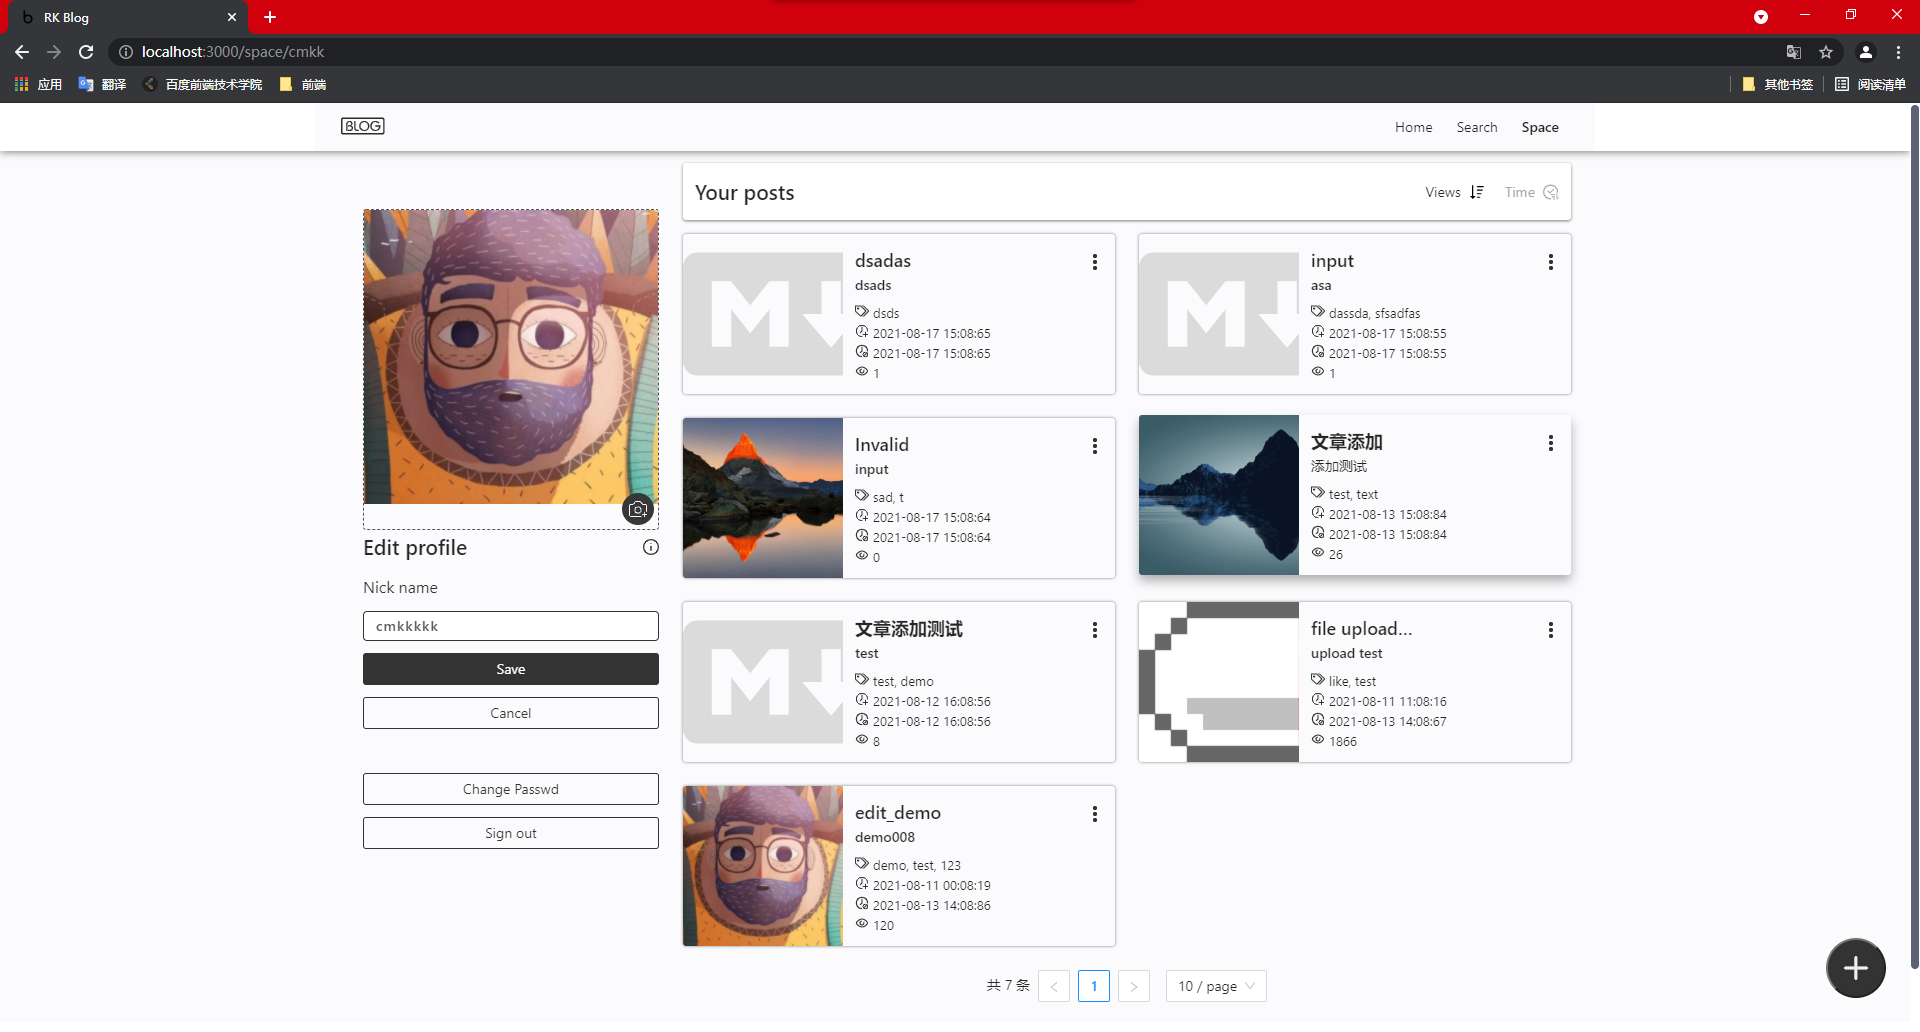 RK Blog
localhost:3000/space/cmkk
应用
翻译
百度前端技术学院
前端
其他书签
阅读清单
BLOG
Home
Search
Space
Edit profile
Nick name
cmkkkkk
Save
Cancel
Change Passwd
Sign out
Your posts
Views
Time
dsadas
dsads
dsds
2021-08-17 15:08:65
2021-08-17 15:08:65
1
input
asa
dassda, sfsadfas
2021-08-17 15:08:55
2021-08-17 15:08:55
1
Invalid
input
sad, t
2021-08-17 15:08:64
2021-08-17 15:08:64
0
文章添加
添加测试
test, text
2021-08-13 15:08:84
2021-08-13 15:08:84
26
文章添加测试
test
test, demo
2021-08-12 16:08:56
2021-08-12 16:08:56
8
file upload...
upload test
like, test
2021-08-11 11:08:16
2021-08-13 14:08:67
1866
edit_demo
demo008
demo, test, 123
2021-08-11 00:08:19
2021-08-13 14:08:86
120
共 7 条
1
10 / page